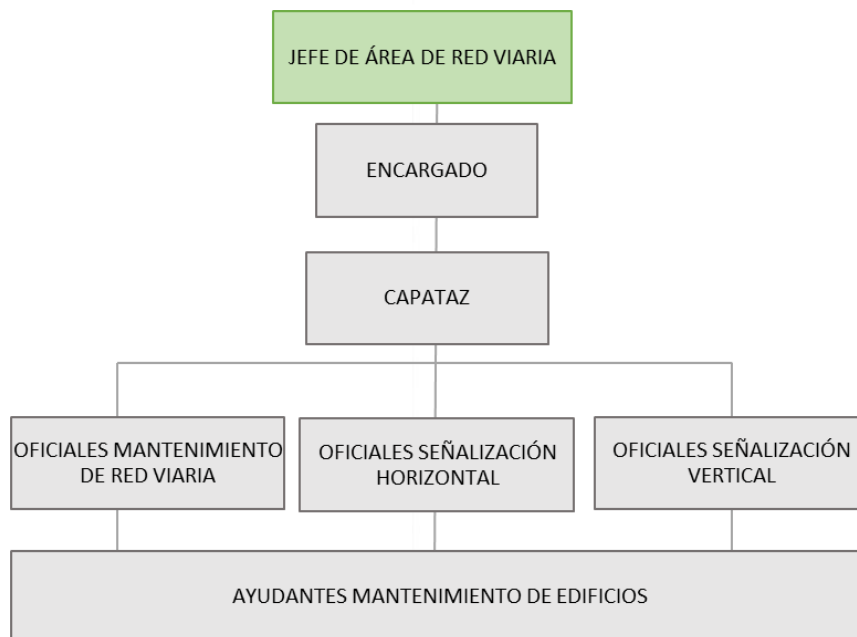 JEFE DE ÁREA DE RED VIARIA
ENCARGADO
CAPATAZ
OFICIALES MANTENIMIENTO
DE RED VIARIA
OFICIALES SEÑALIZACIÓN
HORIZONTAL
OFICIALES SEÑALIZACIÓN
VERTICAL
AYUDANTES MANTENIMIENTO DE EDIFICIOS